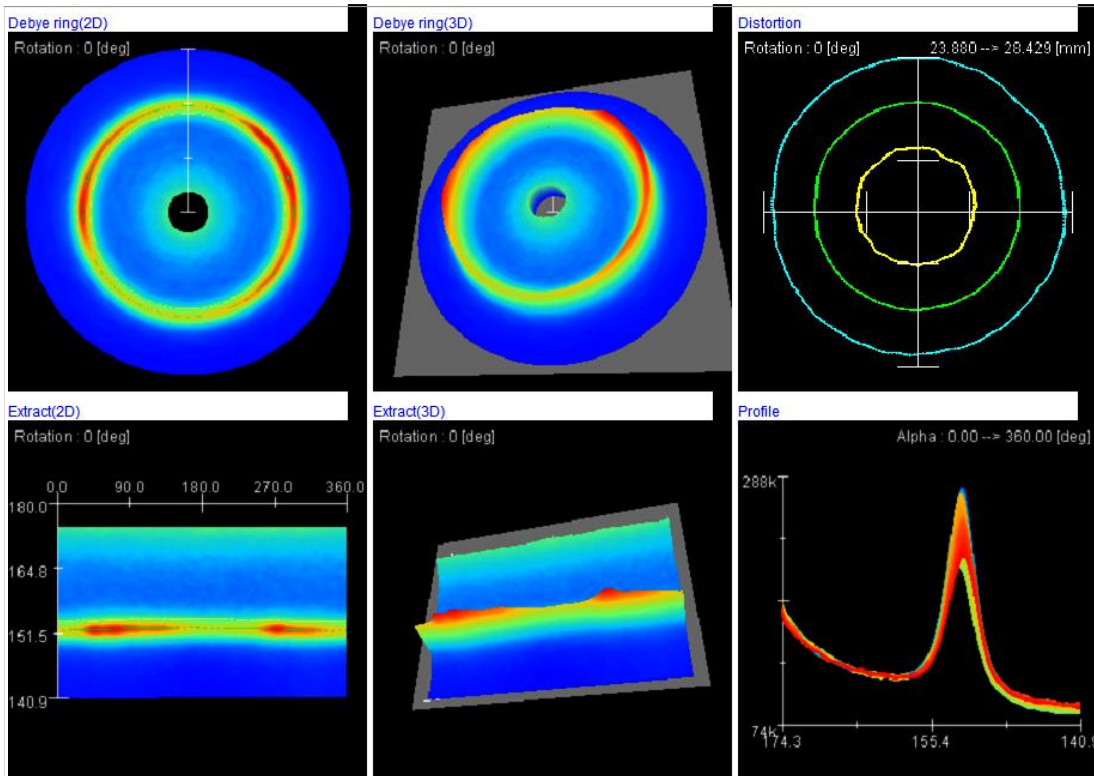 Debye ring(2D)
Rotation : 0 [deg]
Debye ring(3D)
Rotation : 0 [deg]
Distortion
Rotation : 0 [deg]
23.880 --> 28.429 [mm]
Extract(2D)
Rotation : 0 [deg]
0.0 90.0 180.0 270.0 360.0
180.0
164.8
151.5
140.9
Extract(3D)
Rotation : 0 [deg]
Profile
Alpha : 0.00 --> 360.00 [deg]
288k
74k
174.3 155.4 140.9